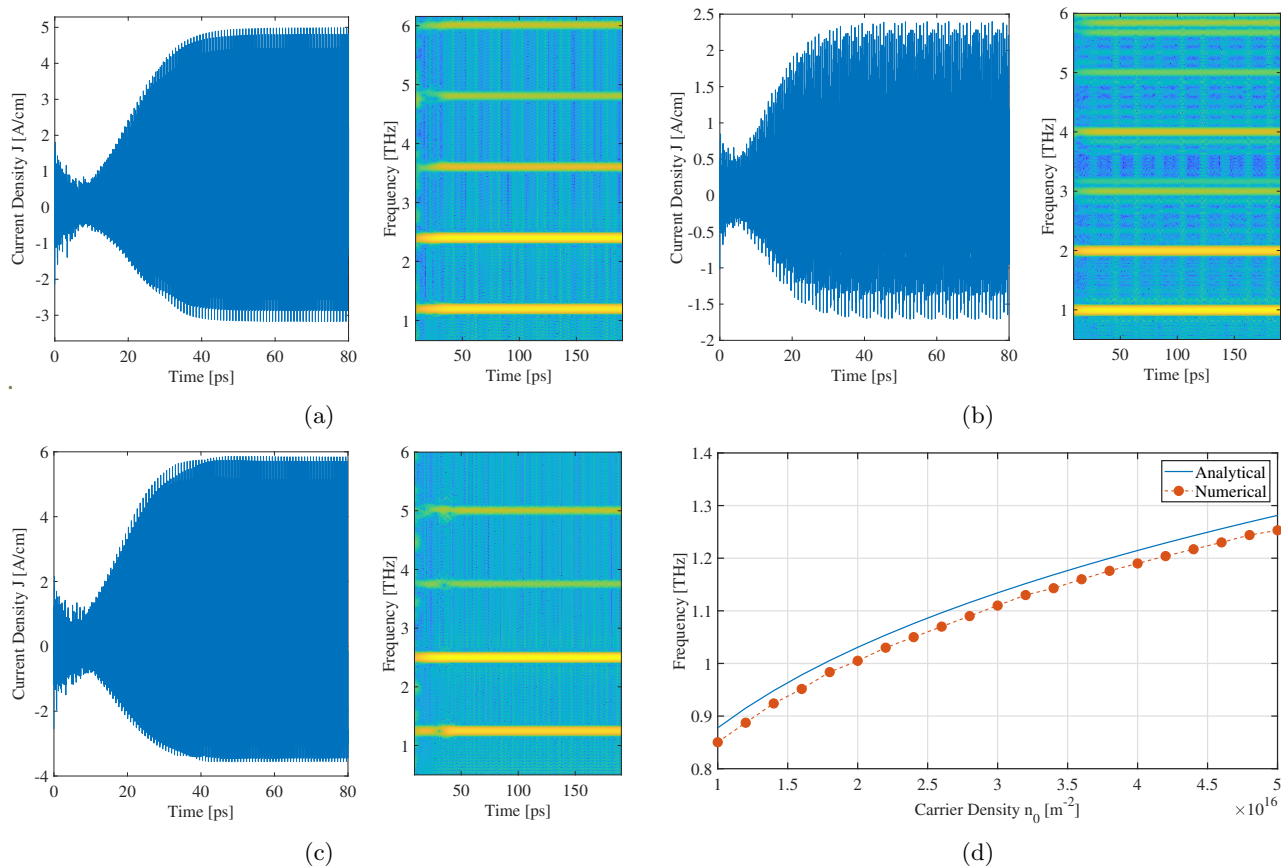 5
4
3
2
1
0
-1
-2
-3
0 20 40 60 80
Current Density J [A/cm]
Time [ps]
6
5
4
3
2
1
50 100 150
Frequency [THz]
Time [ps]
(a)
2.5
2
1.5
1
0.5
0
-0.5
-1
-1.5
-2
0 20 40 60 80
Current Density J [A/cm]
Time [ps]
6
5
4
3
2
1
50 100 150
Frequency [THz]
Time [ps]
(b)
6
4
2
0
-2
-4
0 20 40 60 80
Current Density J [A/cm]
Time [ps]
6
5
4
3
2
1
50 100 150
Frequency [THz]
Time [ps]
(c)
1.4
1.3
1.2
1.1
1
0.9
0.8
1 1.5 2 2.5 3 3.5 4 4.5 5
Frequency [THz]
Carrier Density n₀ [m⁻²]
×10¹⁶
Analytical
Numerical
(d)